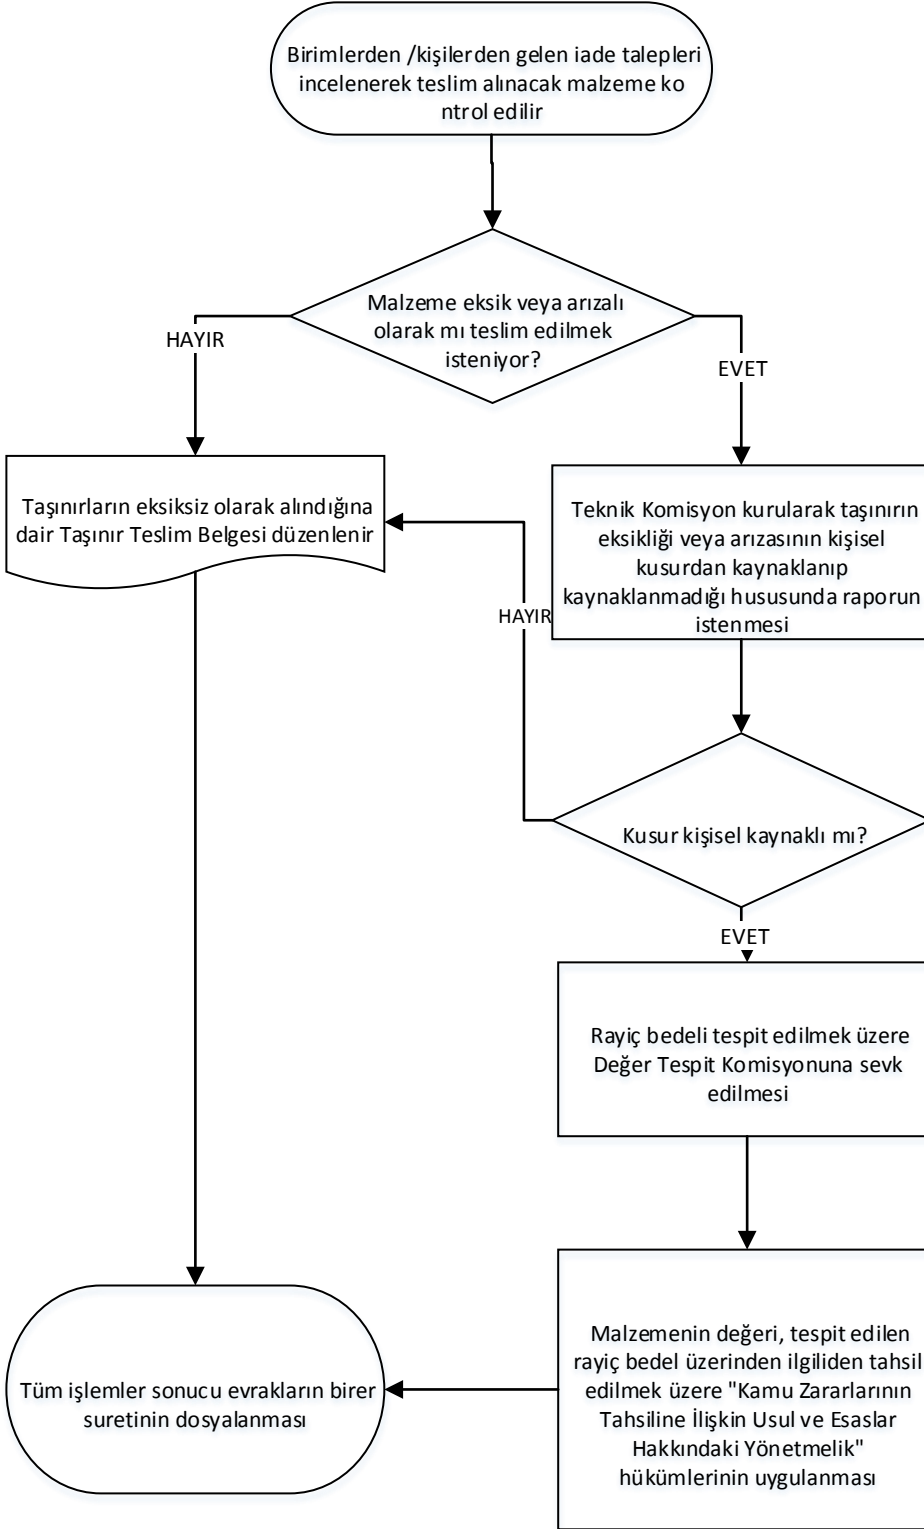 Birimlerden /kişilerden gelen iade talepleri
incelenerek teslim alınacak malzeme ko
ntrol edilir
Malzeme eksik veya arızalı
olarak mı teslim edilmek
isteniyor?
HAYIR
EVET
Taşınırların eksiksiz olarak alındığına
dair Taşınır Teslim Belgesi düzenlenir
Teknik Komisyon kurularak taşınırın
eksikliği veya arızasının kişisel
kusurdan kaynaklanıp
kaynaklanmadığı hususunda raporun
istenmesi
HAYIR
Kusur kişisel kaynaklı mı?
EVET
Rayiç bedeli tespit edilmek üzere
Değer Tespit Komisyonuna sevk
edilmesi
Malzemenin değeri, tespit edilen
rayiç bedel üzerinden ilgiliden tahsil
edilmek üzere "Kamu Zararlarının
Tahsiline İlişkin Usul ve Esaslar
Hakkındaki Yönetmelik"
hükümlerinin uygulanması
Tüm işlemler sonucu evrakların birer
suretinin dosyalanması